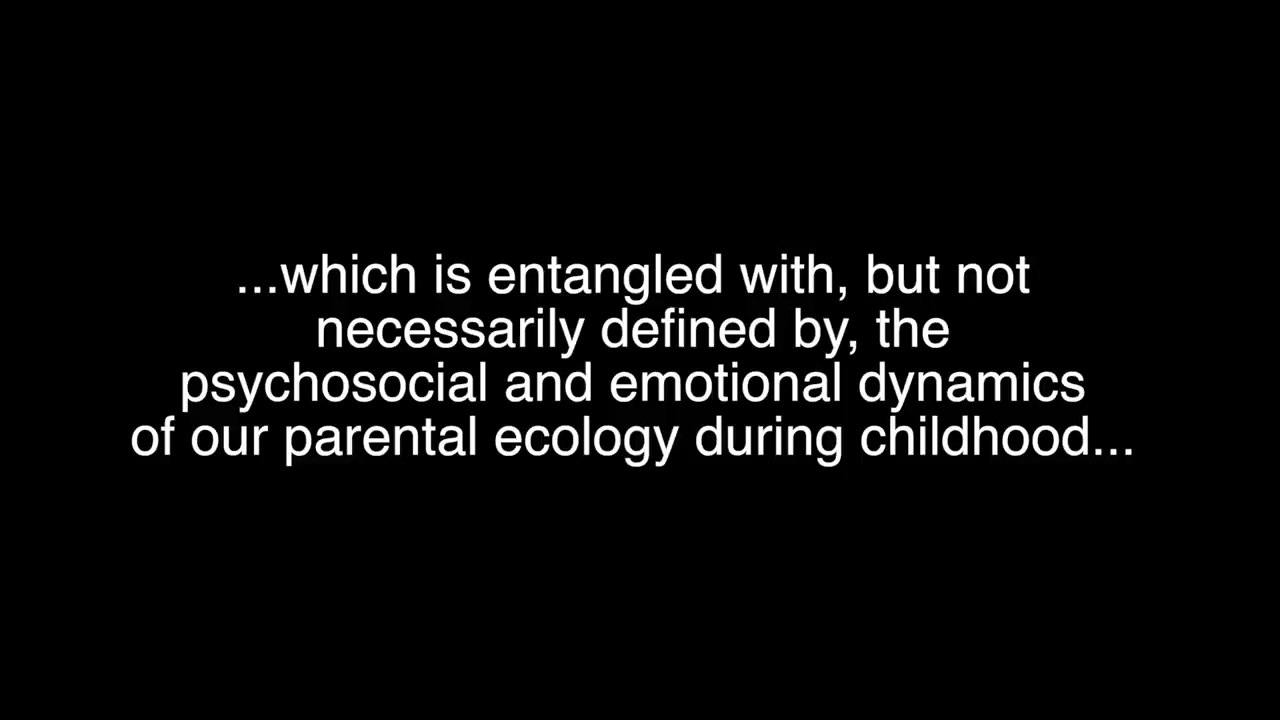 ...which is entangled with, but not
necessarily defined by, the
psychosocial and emotional dynamics
of our parental ecology during childhood...